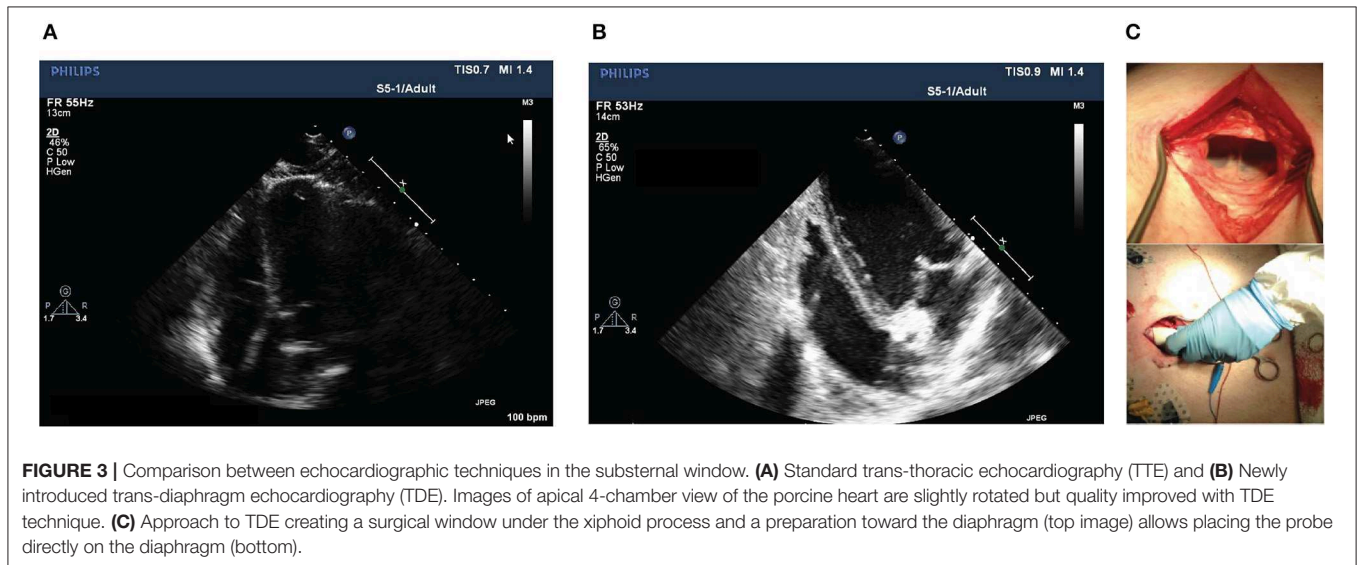 A
B
C
PHILIPS
TIS0.7 MI 1.4
S5-1/Adult
FR 55Hz
13cm
M3
2D
46%
C 50
P Low
HGen
P
G
P R
1.7 3.4
JPEG
100 bpm
PHILIPS
TIS0.9 MI 1.4
S5-1/Adult
FR 53Hz
14cm
M3
2D
65%
C 50
P Low
HGen
P
G
P R
1.7 3.4
JPEG
FIGURE 3 | Comparison between echocardiographic techniques in the substernal window. (A) Standard trans-thoracic echocardiography (TTE) and (B) Newly
introduced trans-diaphragm echocardiography (TDE). Images of apical 4-chamber view of the porcine heart are slightly rotated but quality improved with TDE
technique. (C) Approach to TDE creating a surgical window under the xiphoid process and a preparation toward the diaphragm (top image) allows placing the probe
directly on the diaphragm (bottom).